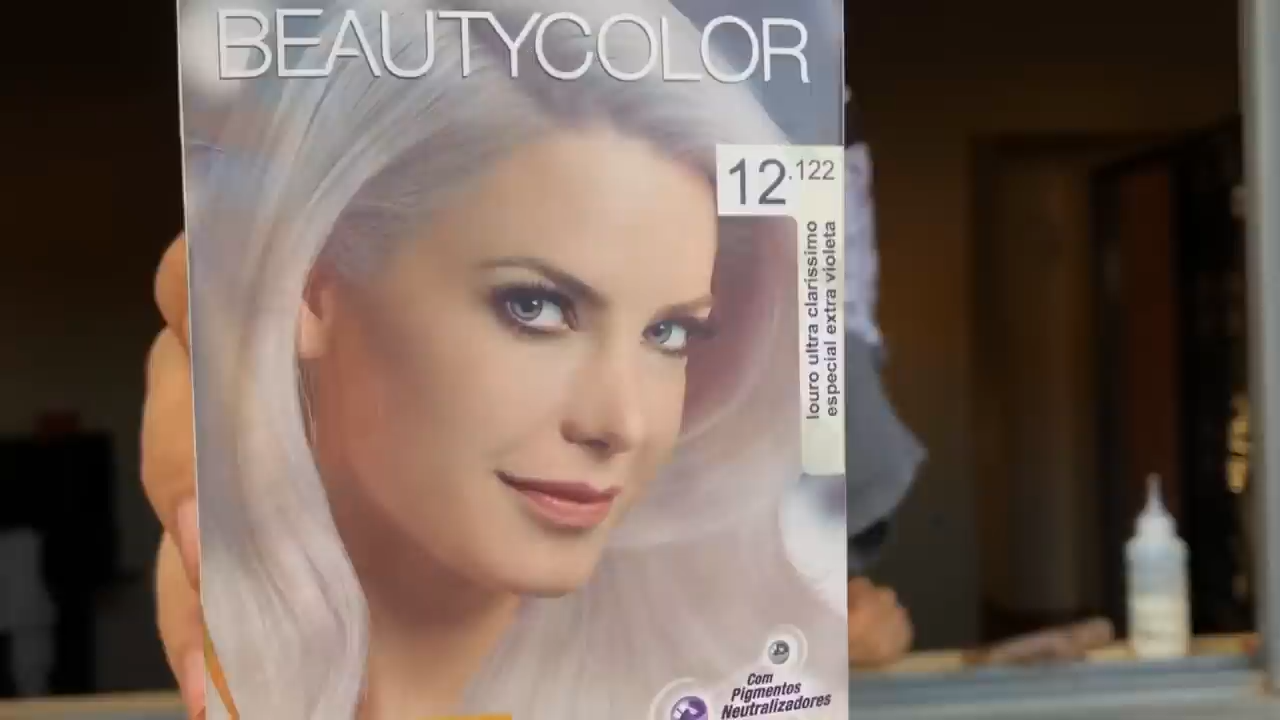 BEAUTYCOLOR
12.122
louro ultra claríssimo
especial extra violeta
Com
Pigmentos
Neutralizadores